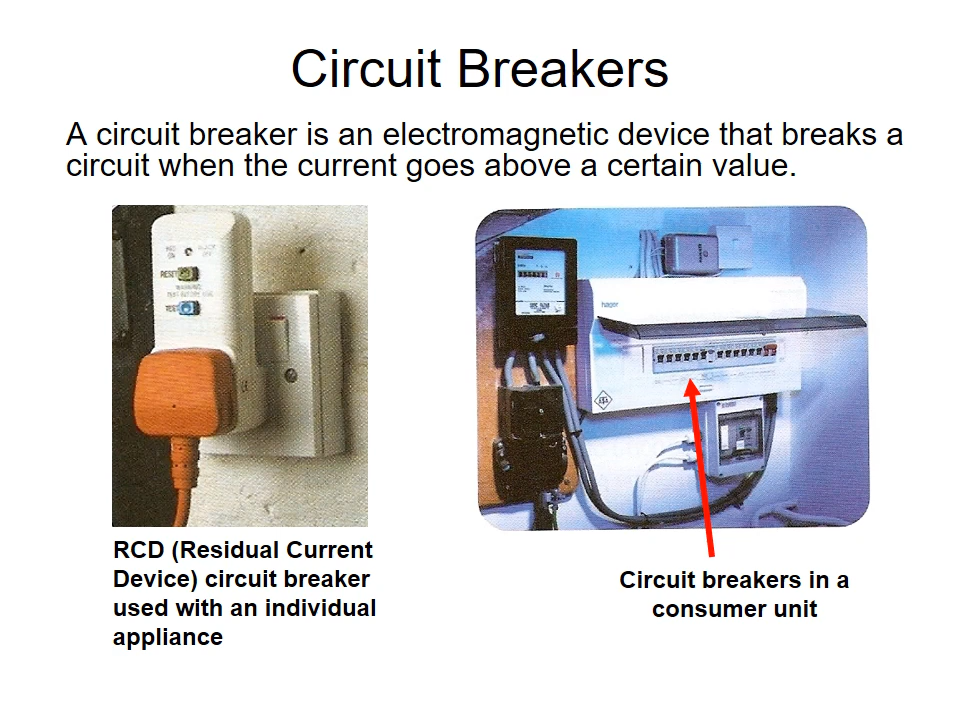 Circuit Breakers
A circuit breaker is an electromagnetic device that breaks a
circuit when the current goes above a certain value.
RESET
TEST
hager
RCD (Residual Current
Device) circuit breaker
used with an individual
appliance
Circuit breakers in a
consumer unit